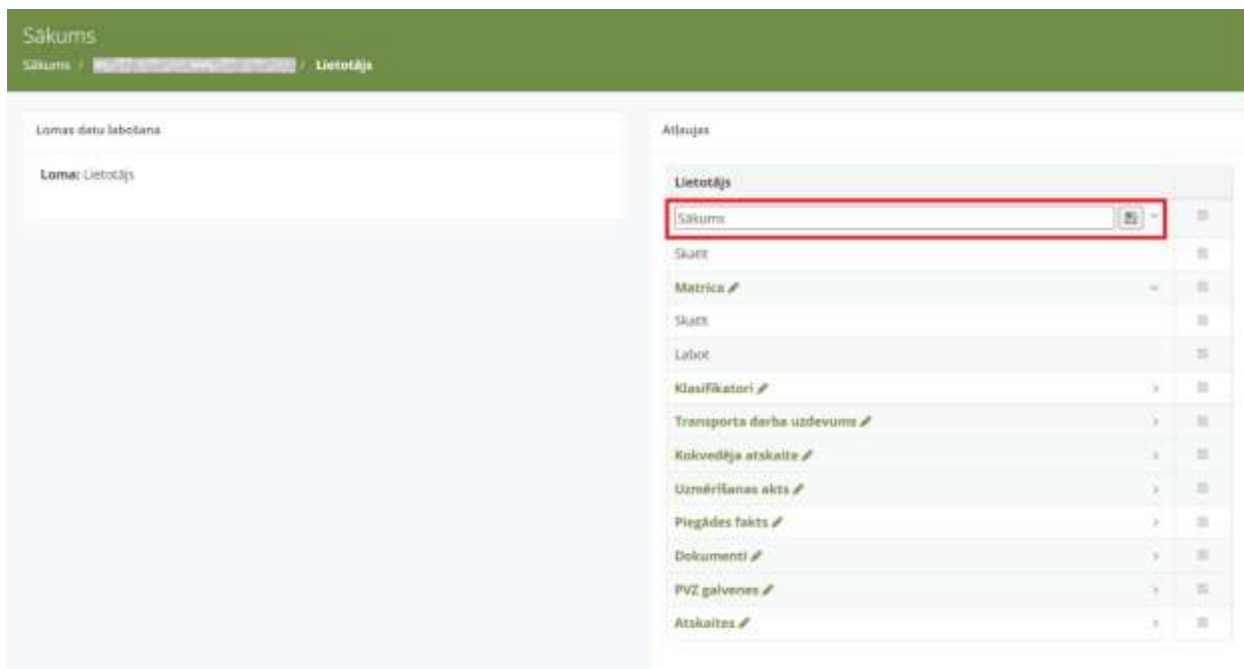 Sākums
Sākums / / Lietotājs
Lomas datu labošana
Loma: Lietotājs
Atļaujas
Lietotājs
Sākums
Skatīt
Matrica
Skatīt
Labot
Klasifikatori
Transporta darba uzdevums
Kokvedēja atskaite
Uzmērīšanas akts
Piegādes fakts
Dokumenti
PVZ galvenes
Atskaites